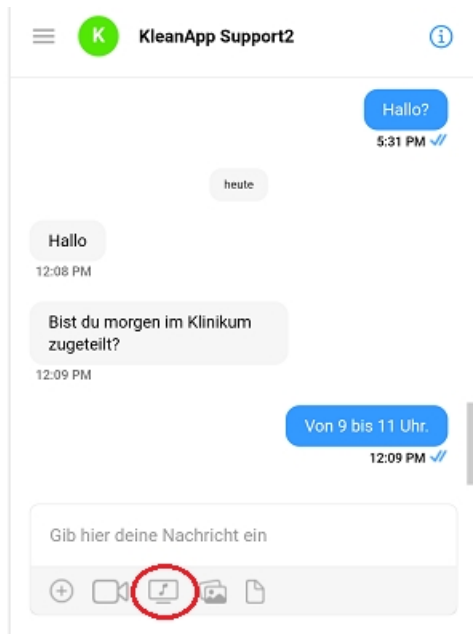 K
KleanApp Support2
Hallo?
5:31 PM
heute
Hallo
12:08 PM
Bist du morgen im Klinikum
zugeteilt?
12:09 PM
Von 9 bis 11 Uhr.
12:09 PM
Gib hier deine Nachricht ein